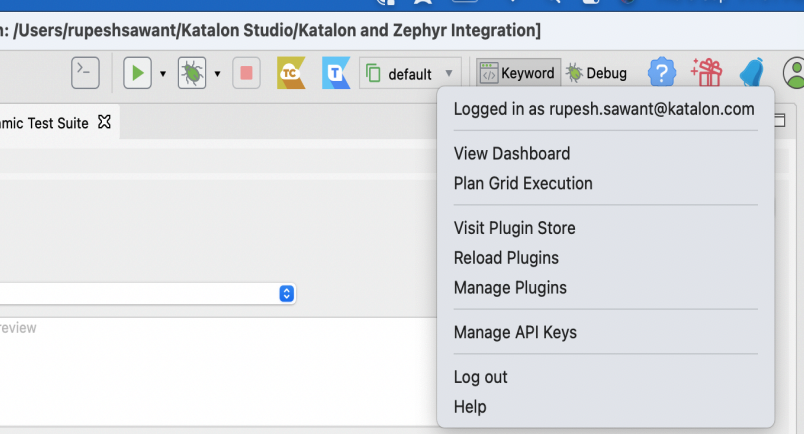 n: /Users/rupeshsawant/Katalon Studio/Katalon and Zephyr Integration]
>_
TC
T
default
Keyword
Debug
?
amic Test Suite
Logged in as rupesh.sawant@katalon.com
View Dashboard
Plan Grid Execution
Visit Plugin Store
Reload Plugins
Manage Plugins
review
Manage API Keys
Log out
Help